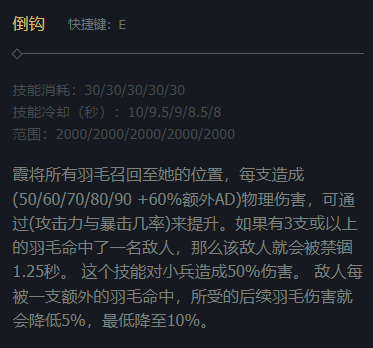 倒钩 快捷键：E
技能消耗：30/30/30/30/30
技能冷却（秒）：10/9.5/9/8.5/8
范围：2000/2000/2000/2000/2000
霞将所有羽毛召回至她的位置，每支造成
(50/60/70/80/90 +60%额外AD)物理伤害，可通
过(攻击力与暴击几率)来提升。如果有3支或以上
的羽毛命中了一名敌人，那么该敌人就会被禁锢
1.25秒。 这个技能对小兵造成50%伤害。 敌人每
被一支额外的羽毛命中，所受的后续羽毛伤害就
会降低5%，最低降至10%。